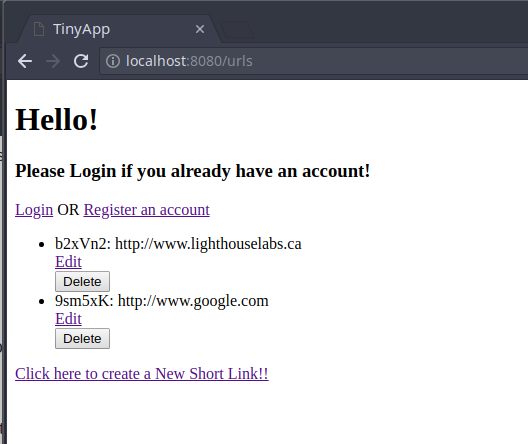 TinyApp
localhost:8080/urls
Hello!
Please Login if you already have an account!
Login OR Register an account
b2xVn2: http://www.lighthouselabs.ca
Edit
Delete
9sm5xK: http://www.google.com
Edit
Delete
Click here to create a New Short Link!!